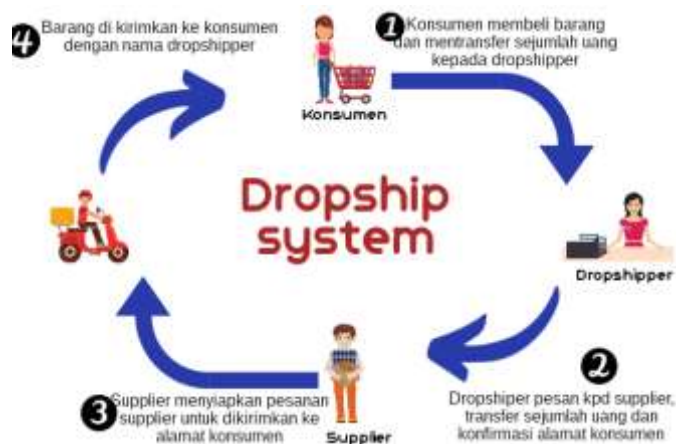 4 Barang di kirimkan ke konsumen
dengan nama dropshipper
1 Konsumen membeli barang
dan mentransfer sejumlah uang
kepada dropshipper
Konsumen
Dropship
system
Dropshipper
2
Dropshiper pesan kpd supplier,
transfer sejumlah uang dan
konfirmasi alamat konsumen
3 Supplier menyiapkan pesanan
supplier untuk dikirimkan ke
alamat konsumen
Supplier